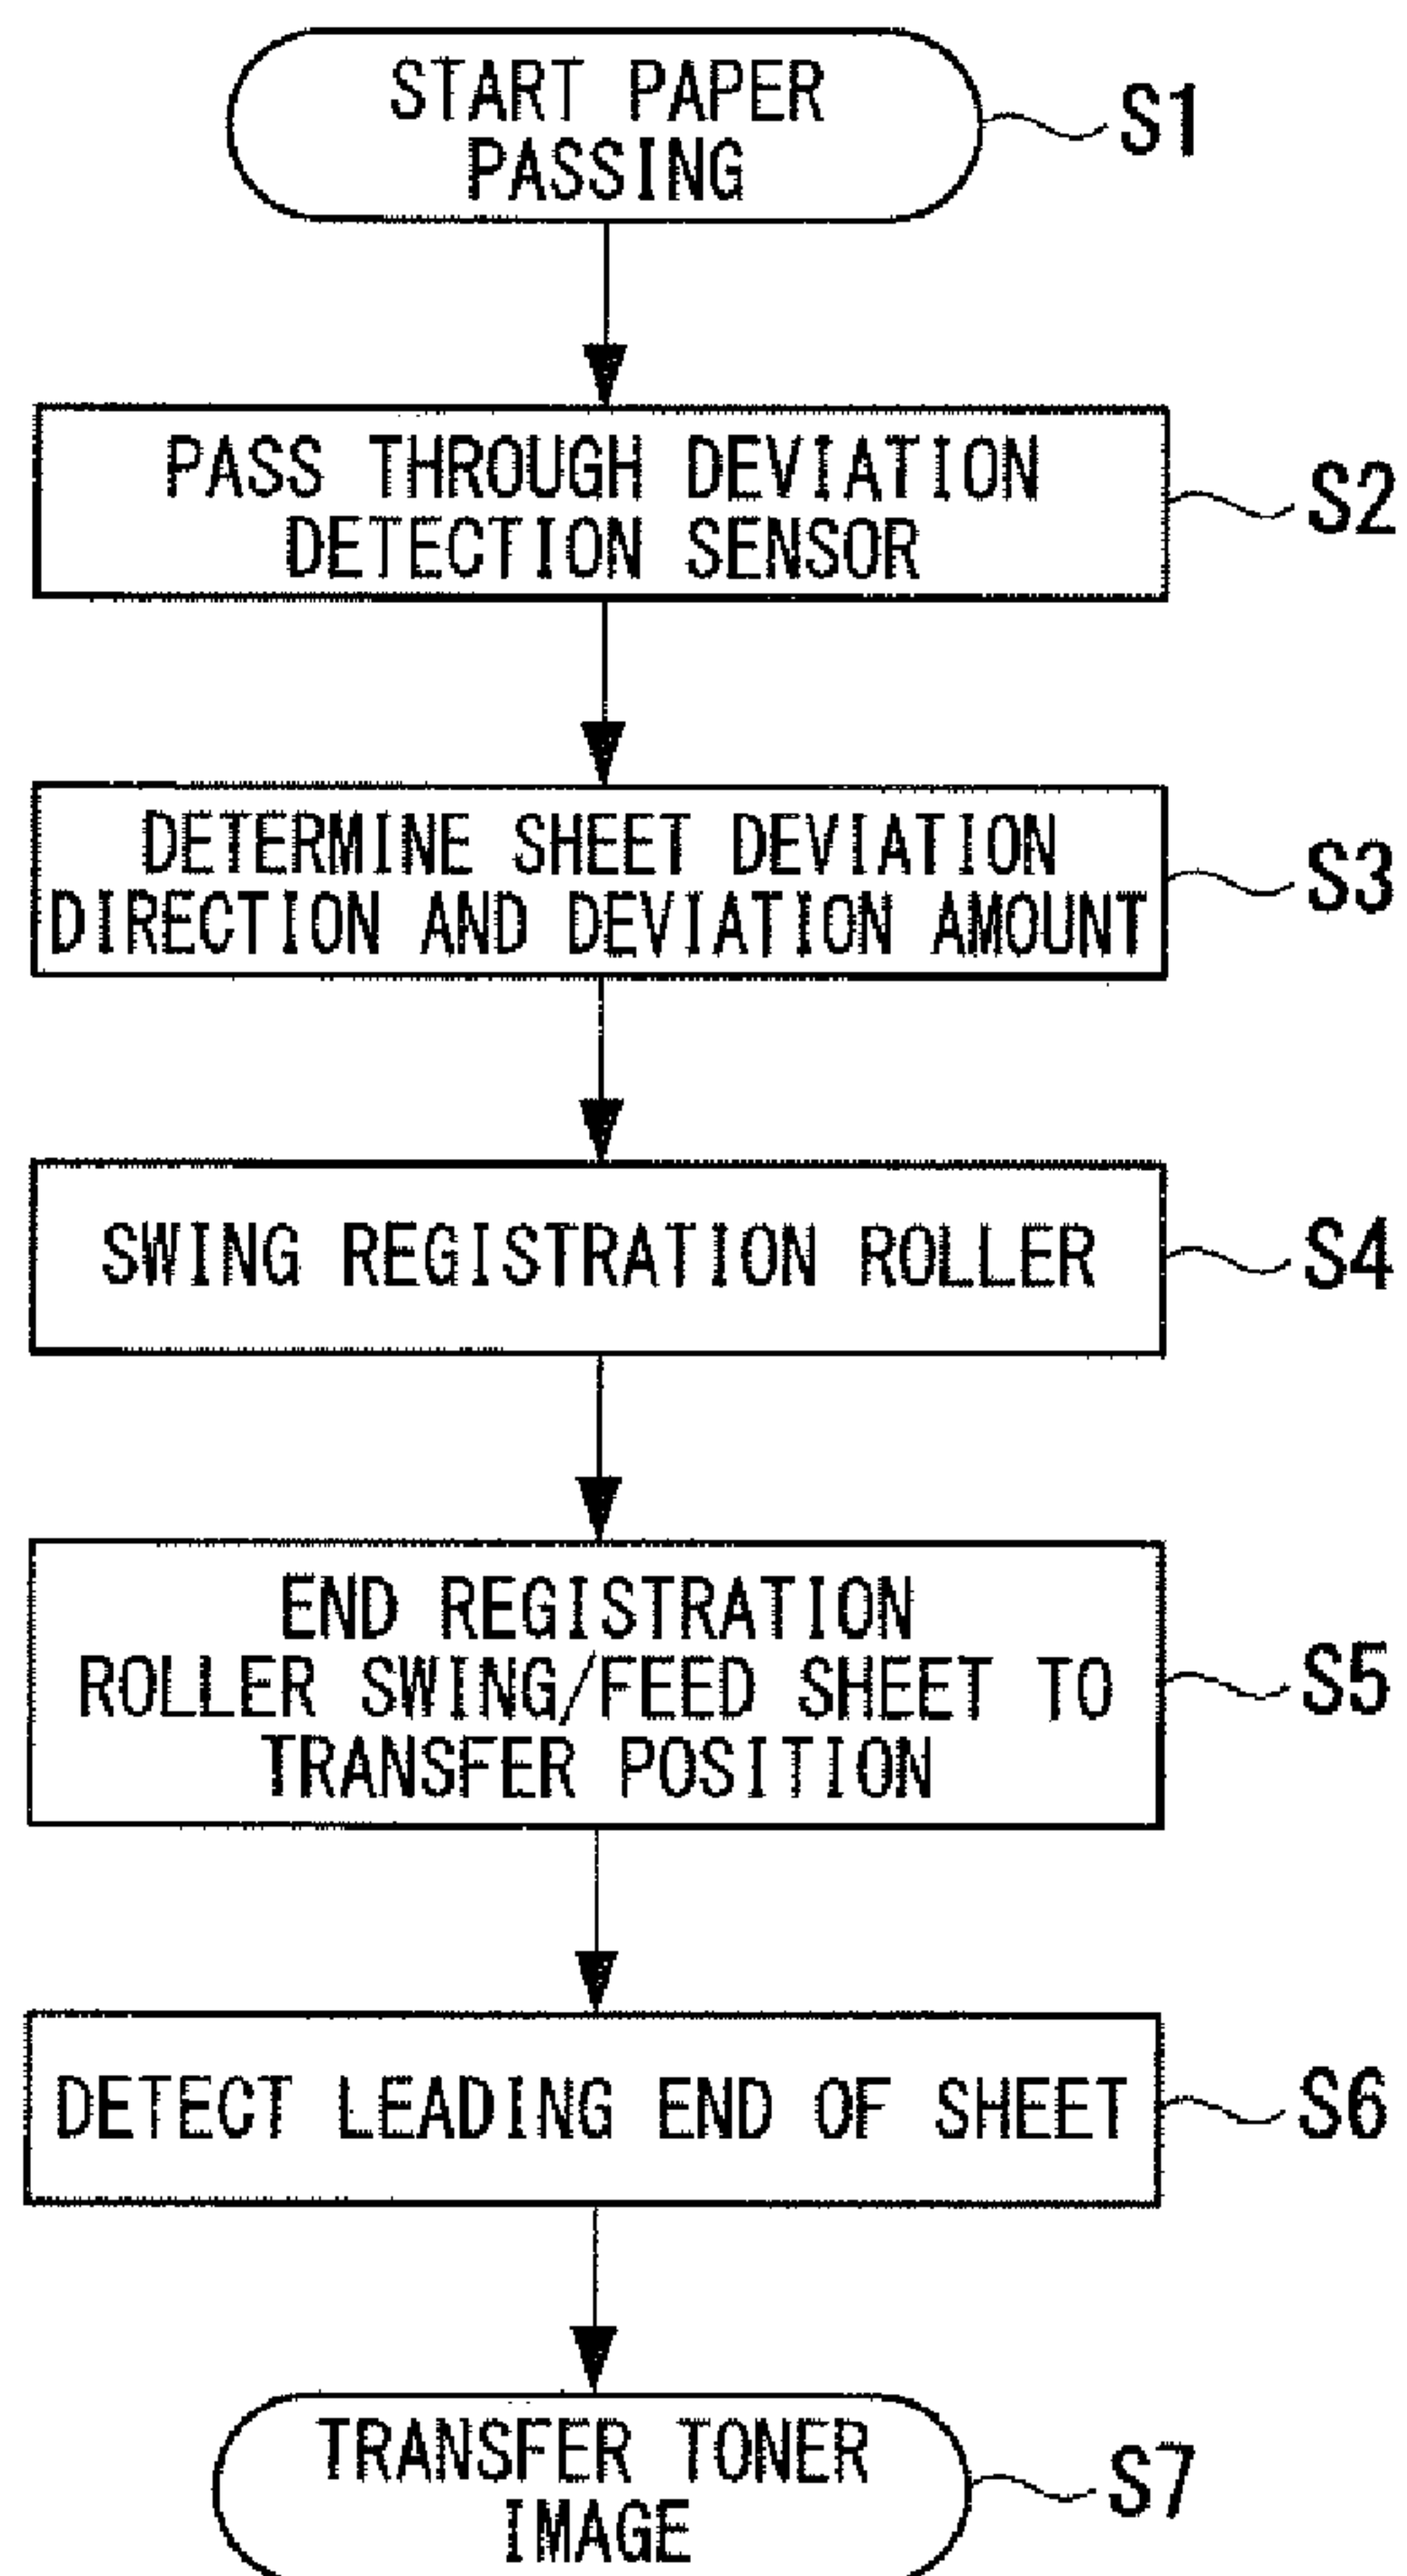 START PAPER
PASSING
S1
PASS THROUGH DEVIATION
DETECTION SENSOR
S2
DETERMINE SHEET DEVIATION
DIRECTION AND DEVIATION AMOUNT
S3
SWING REGISTRATION ROLLER
S4
END REGISTRATION
ROLLER SWING/FEED SHEET TO
TRANSFER POSITION
S5
DETECT LEADING END OF SHEET
S6
TRANSFER TONER
IMAGE
S7